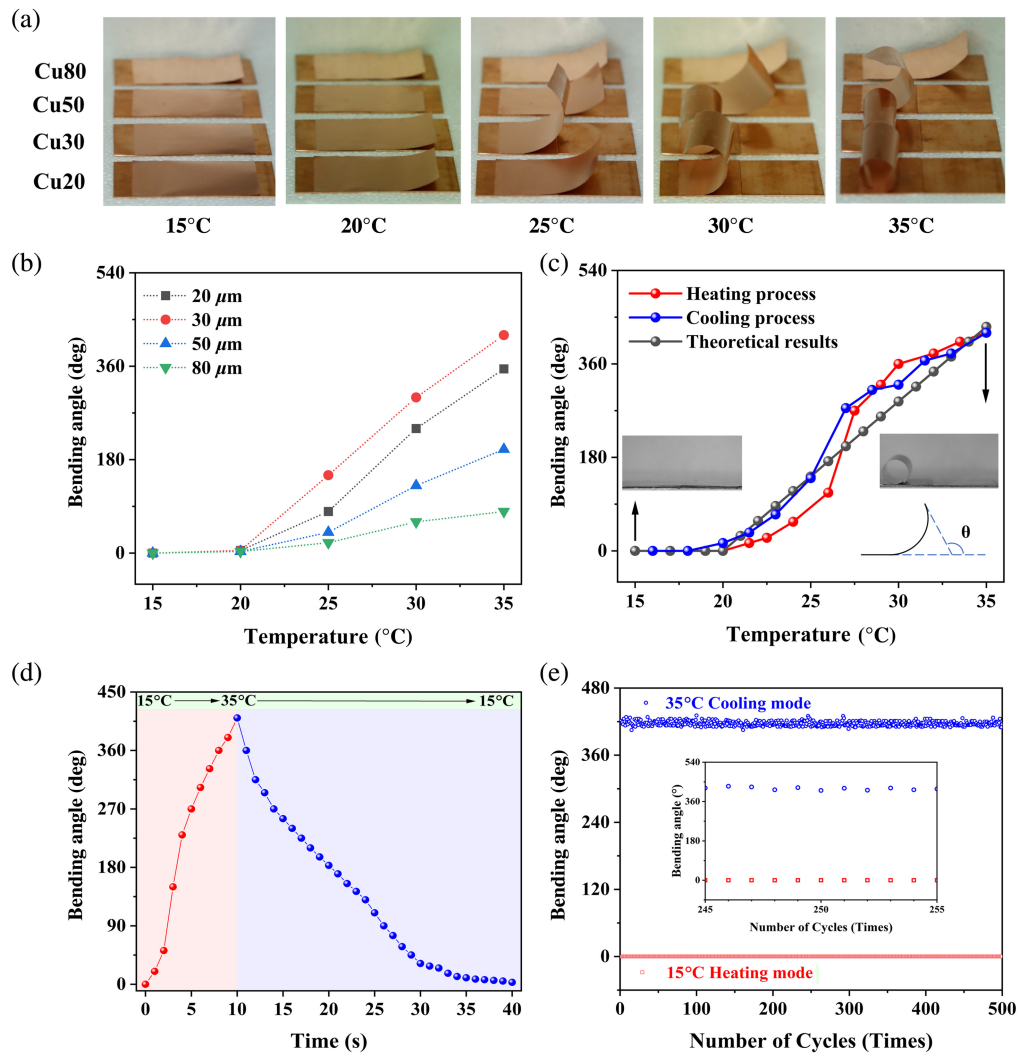 (a)
Cu80
Cu50
Cu30
Cu20
15°C
20°C
25°C
30°C
35°C
(b)
540
360
180
0
15
20
25
30
35
20 μm
30 μm
50 μm
80 μm
Bending angle (deg)
Temperature (°C)
(c)
540
360
180
0
15
20
25
30
35
Heating process
Cooling process
Theoretical results
θ
Bending angle (deg)
Temperature (°C)
(d)
450
360
270
180
90
0
0
5
10
15
20
25
30
35
40
15°C
35°C
15°C
Bending angle (deg)
Time (s)
(e)
480
360
240
120
0
0
100
200
300
400
500
35°C Cooling mode
540
360
180
0
245
250
255
Bending angle (°)
Number of Cycles (Times)
15°C Heating mode
Bending angle (deg)
Number of Cycles (Times)